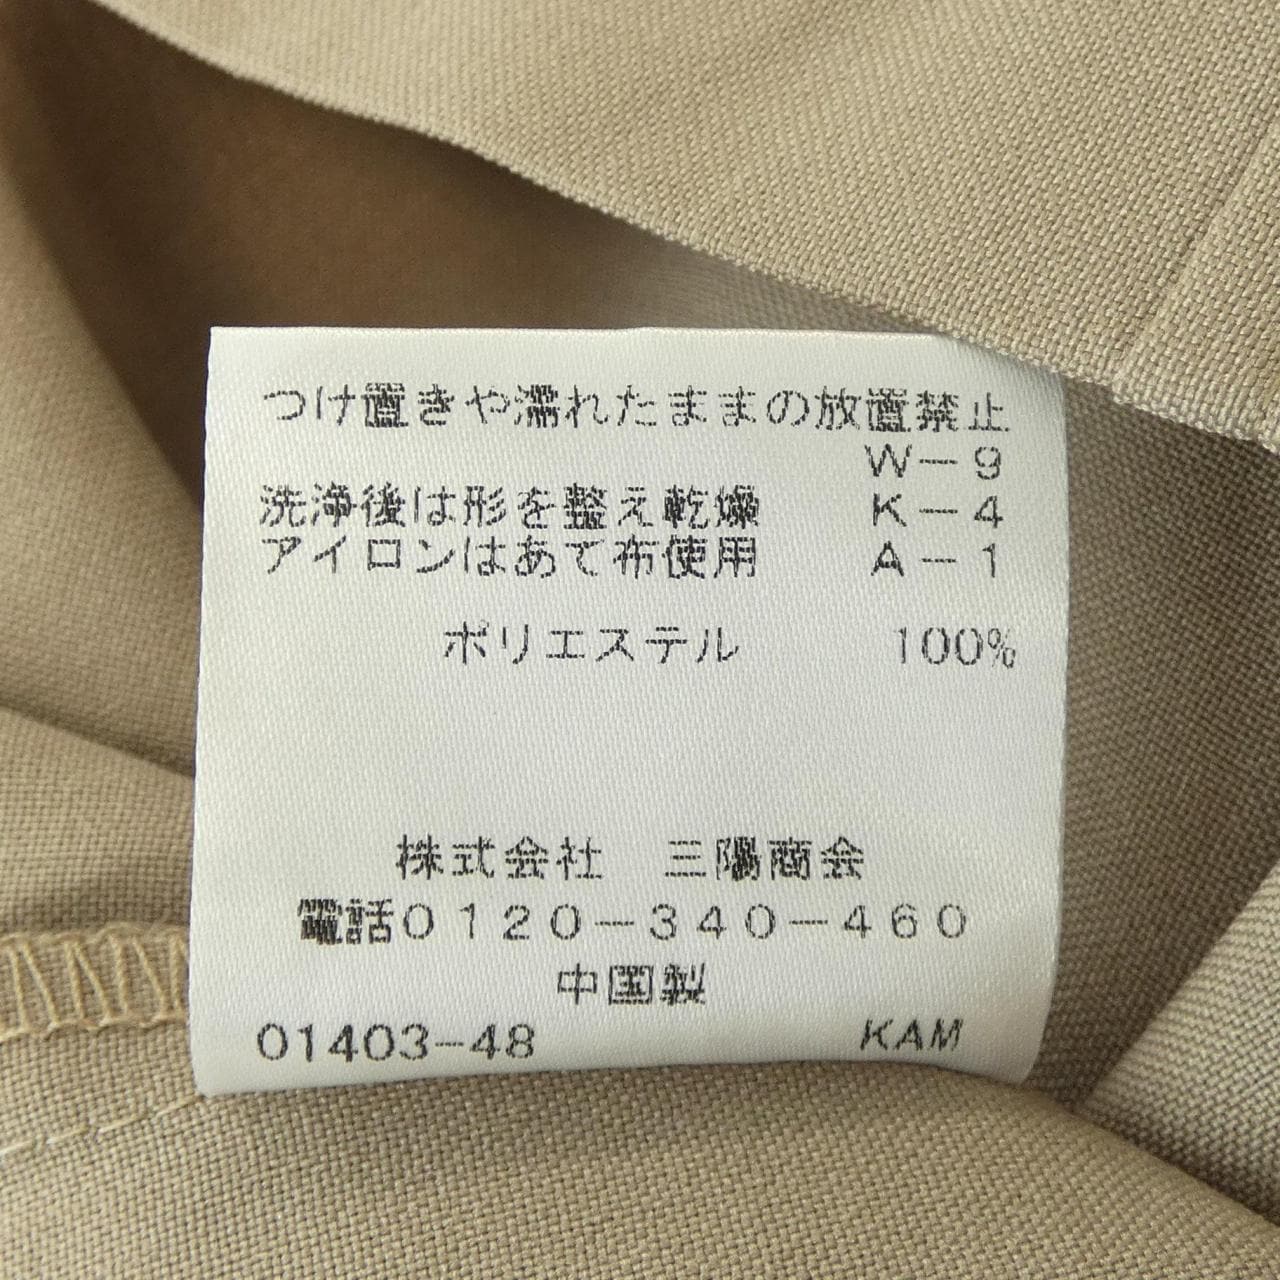 つけ置きや濡れたままの放置禁止
W－9
洗浄後は形を整え乾燥 K－4
アイロンはあて布使用 A－1
ポリエステル 100%
株式会社 三陽商会
電話0120－340－460
中国製
01403-48 KAM